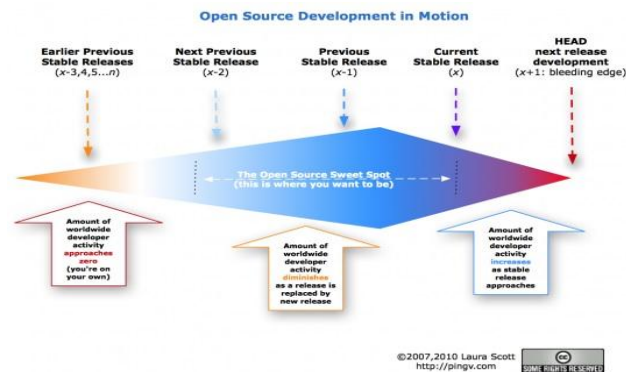 Open Source Development in Motion
Earlier Previous
Stable Releases
(x-3,4,5...n)
Next Previous
Stable Release
(x-2)
Previous
Stable Release
(x-1)
Current
Stable Release
(x)
HEAD
next release
development
(x+1: bleeding edge)
The Open Source Sweet Spot
(this is where you want to be)
Amount of
worldwide
developer
activity
approaches
zero
(you're on
your own)
Amount of
worldwide
developer
activity
diminishes
as a release is
replaced by
new release
Amount of
worldwide
developer
activity
increases
as stable
release
approaches
©2007,2010 Laura Scott
http://pingv.com
cc
SOME RIGHTS RESERVED